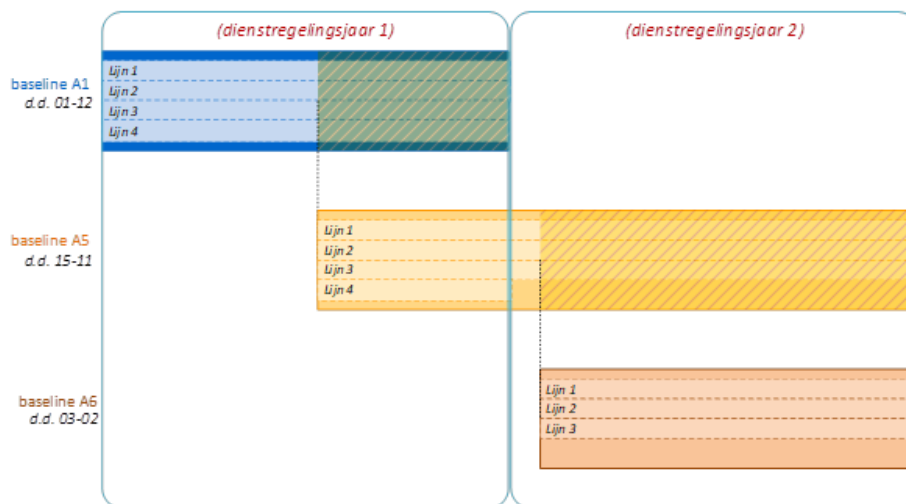 (dienstregelingsjaar 1)
(dienstregelingsjaar 2)
baseline A1
d.d. 01-12
Lijn 1
Lijn 2
Lijn 3
Lijn 4
baseline A5
d.d. 15-11
Lijn 1
Lijn 2
Lijn 3
Lijn 4
baseline A6
d.d. 03-02
Lijn 1
Lijn 2
Lijn 3